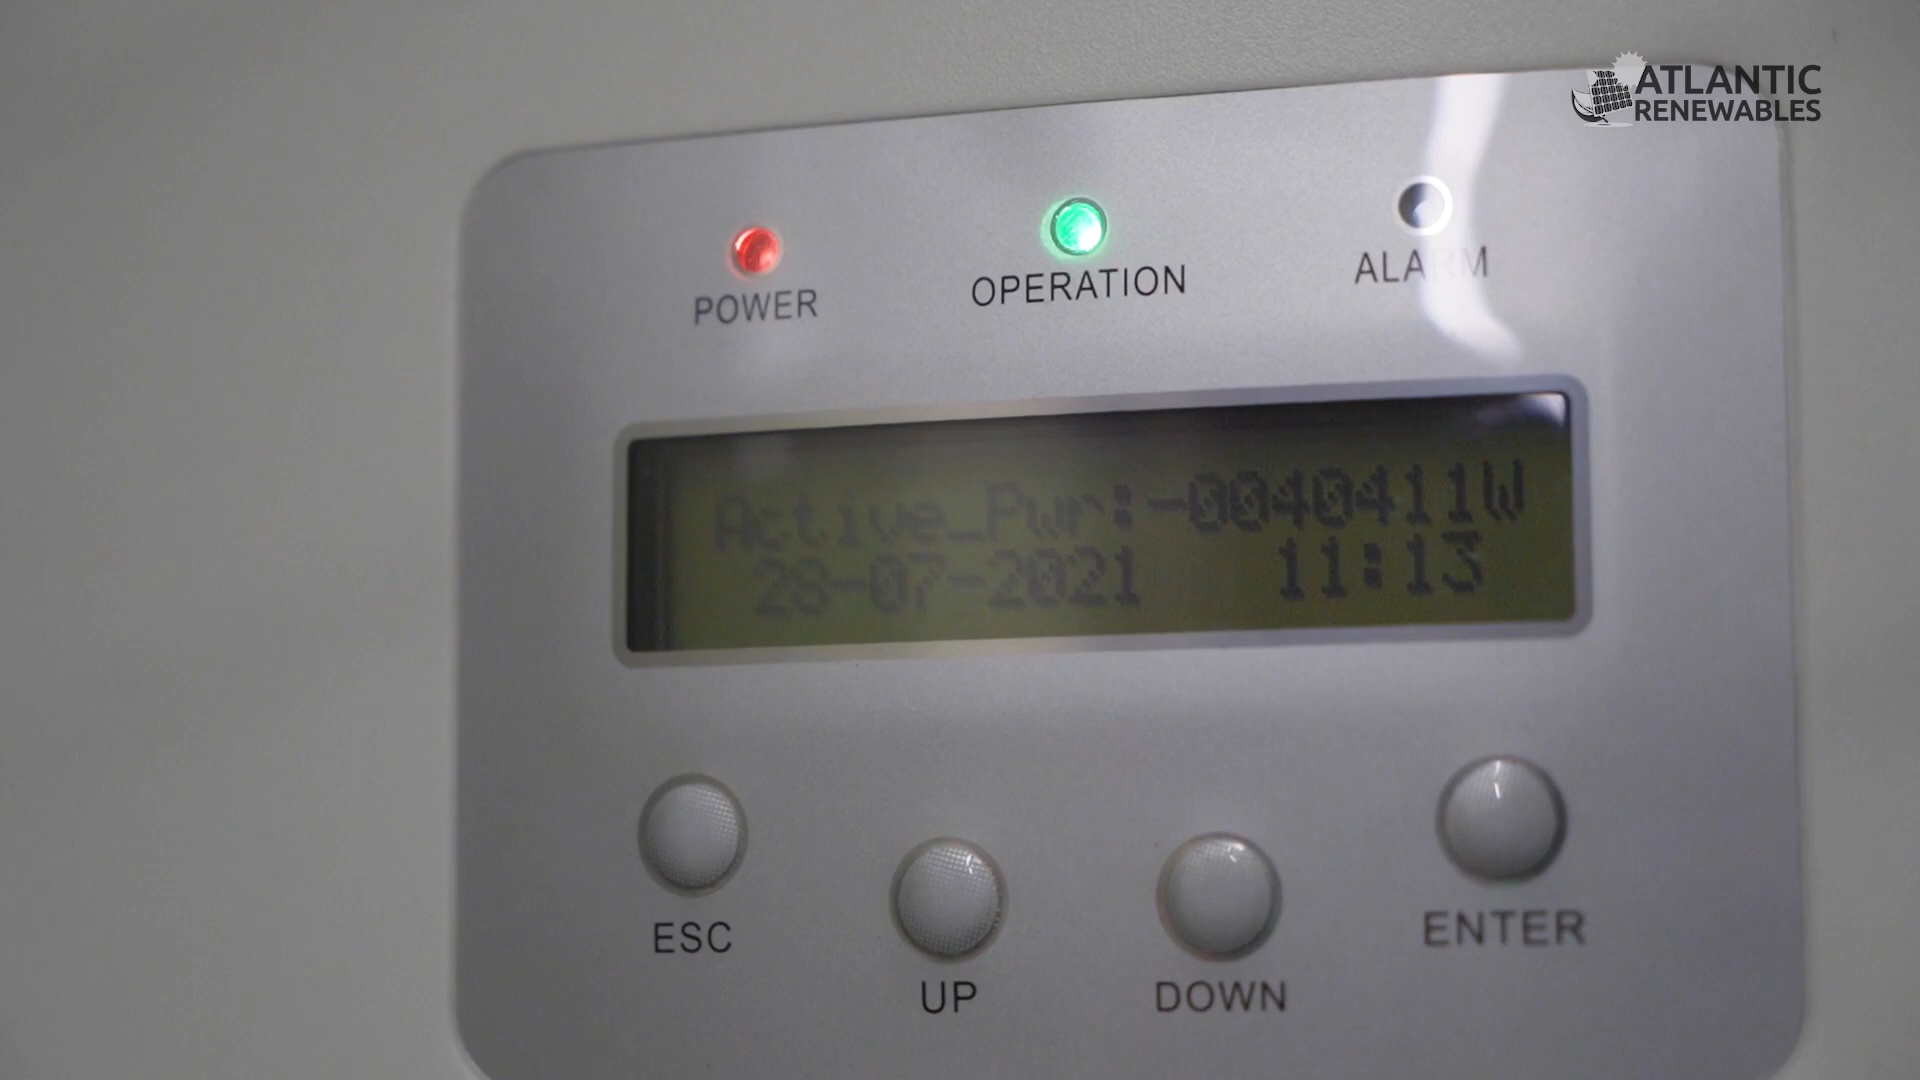 ATLANTIC
RENEWABLES
POWER
OPERATION
ALARM
Active_Pwr:-0040411W
28-07-2021 11:13
ESC
UP
DOWN
ENTER